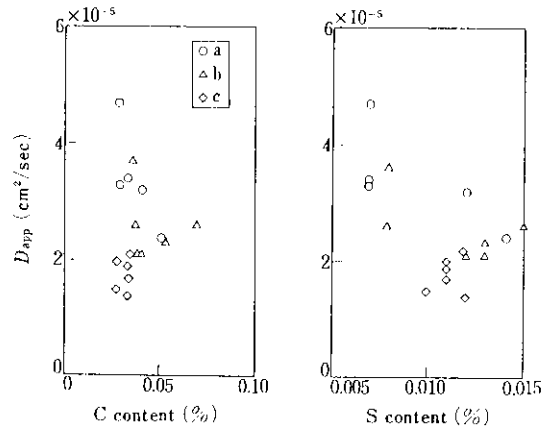 6 ×10⁻⁵
4
2
0
D_app (cm²/sec)
a
b
c
0 0.05 0.10
C content (%)
6 ×10⁻⁵
4
2
0
0.005 0.010 0.015
S content (%)